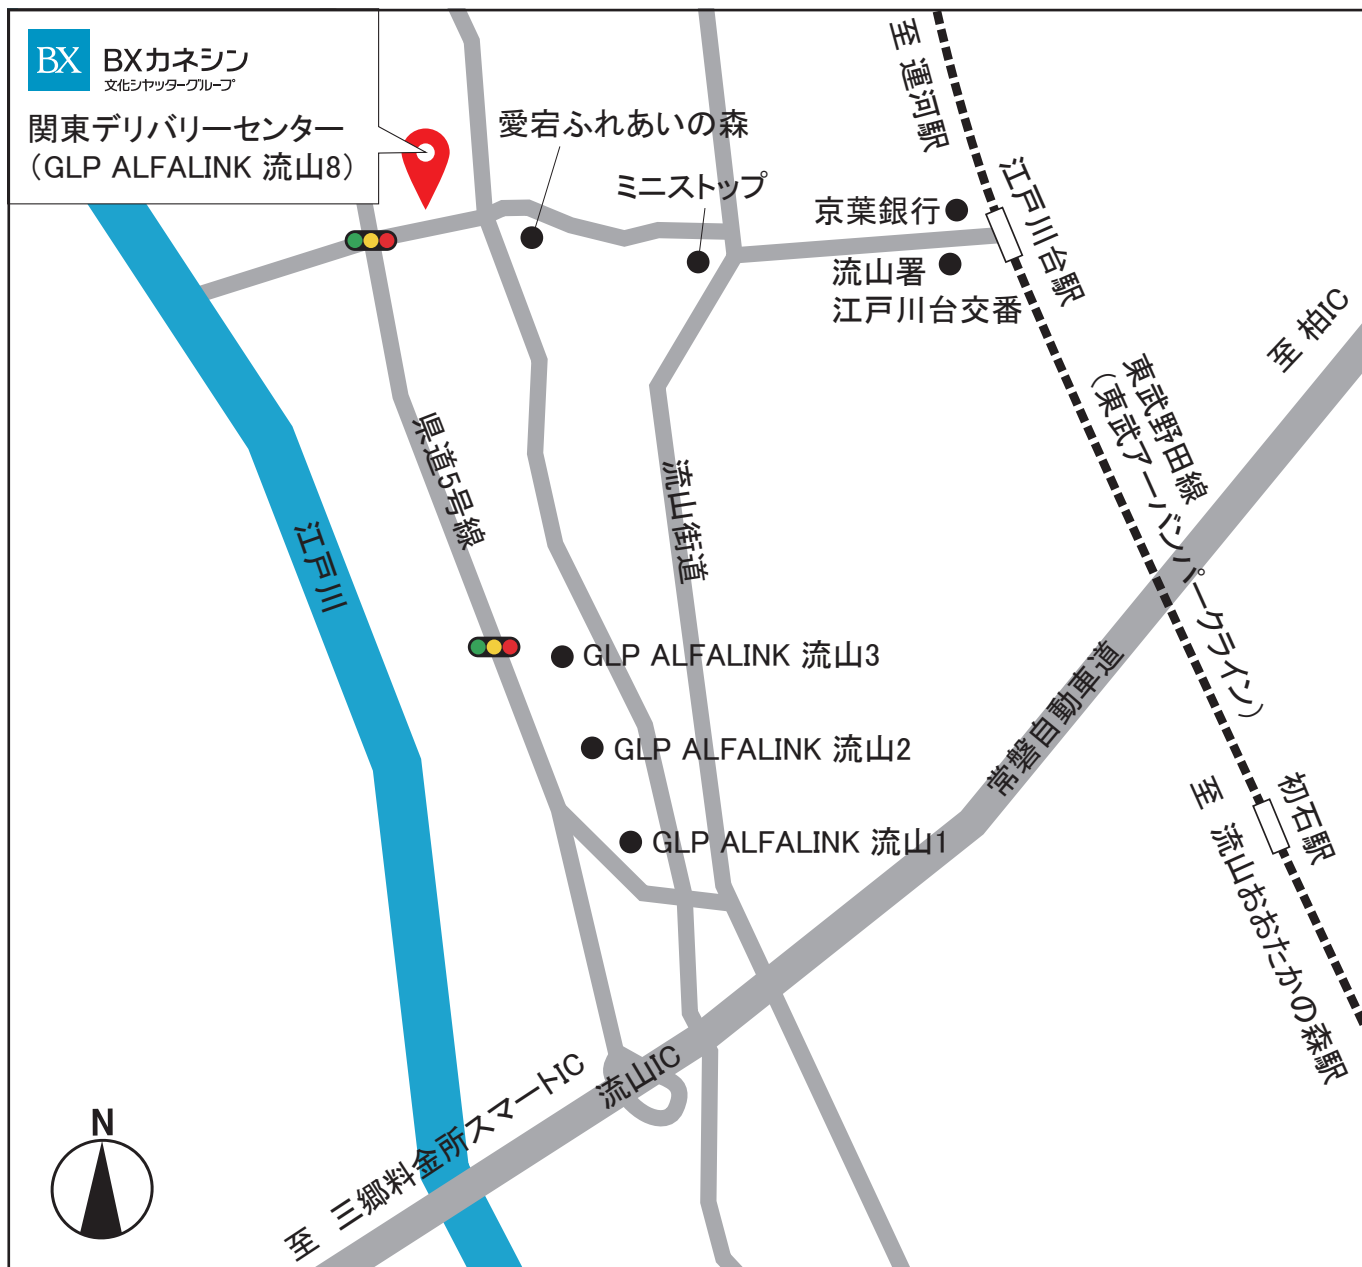 BX
BXカネシン
文化シヤッターグループ
関東デリバリーセンター
（GLP ALFALINK 流山8）
愛宕ふれあいの森
ミニストップ
至 運河駅
京葉銀行
江戸川台駅
流山署
江戸川台交番
至 柏IC
東武野田線
（東武アーバンパークライン）
県道5号線
流山街道
江戸川
GLP ALFALINK 流山3
GLP ALFALINK 流山2
GLP ALFALINK 流山1
常磐自動車道
初石駅
至 流山おおたかの森駅
流山IC
至 三郷料金所スマートIC
N